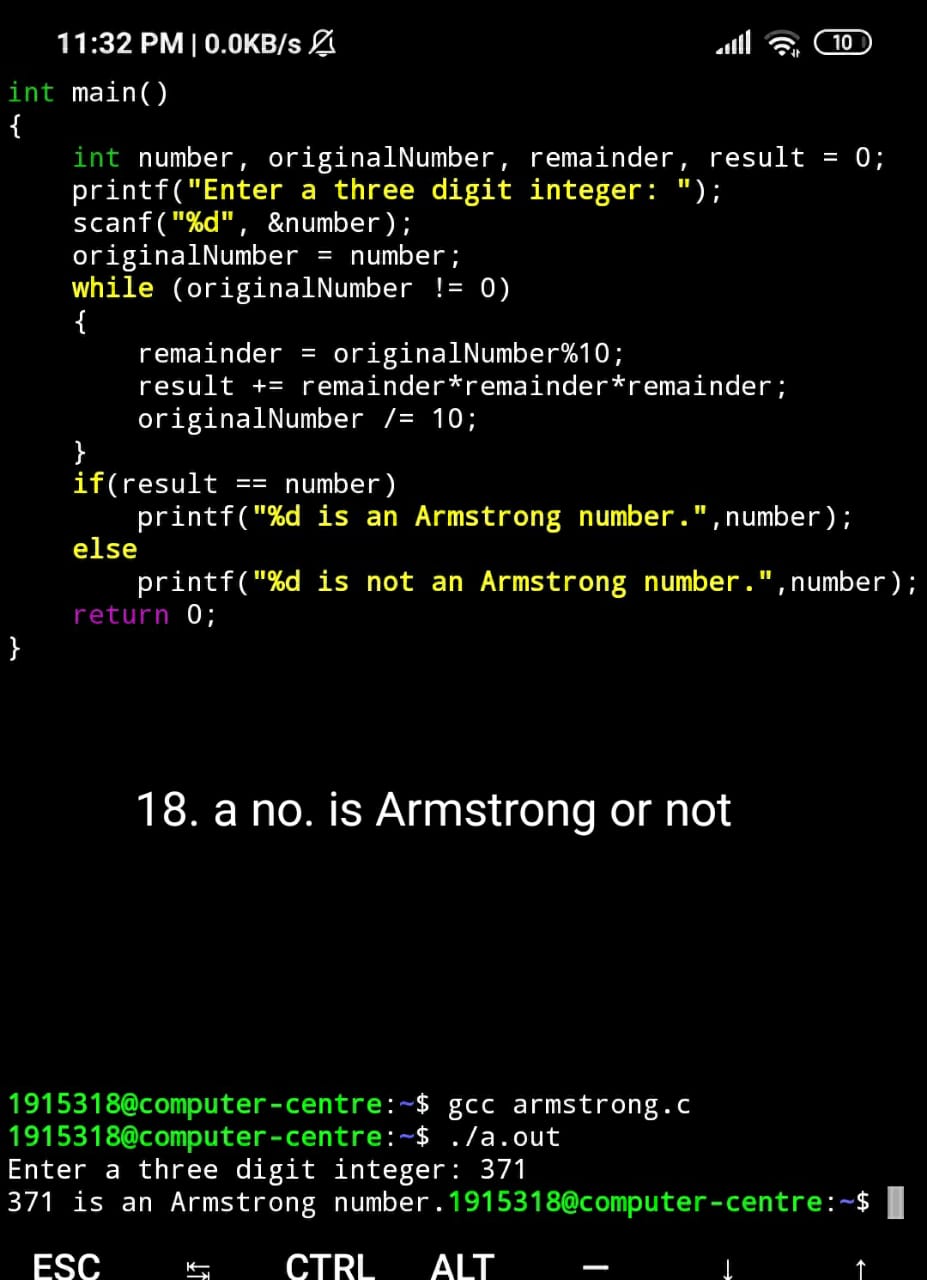 11:32 PM | 0.0KB/s 10
int main()
{
    int number, originalNumber, remainder, result = 0;
    printf("Enter a three digit integer: ");
    scanf("%d", &number);
    originalNumber = number;
    while (originalNumber != 0)
    {
        remainder = originalNumber%10;
        result += remainder*remainder*remainder;
        originalNumber /= 10;
    }
    if(result == number)
        printf("%d is an Armstrong number.",number);
    else
        printf("%d is not an Armstrong number.",number);
    return 0;
}
18. a no. is Armstrong or not
1915318@computer-centre:~$ gcc armstrong.c
1915318@computer-centre:~$ ./a.out
Enter a three digit integer: 371
371 is an Armstrong number.1915318@computer-centre:~$
ESC ↹ CTRL ALT — ↓ ↑